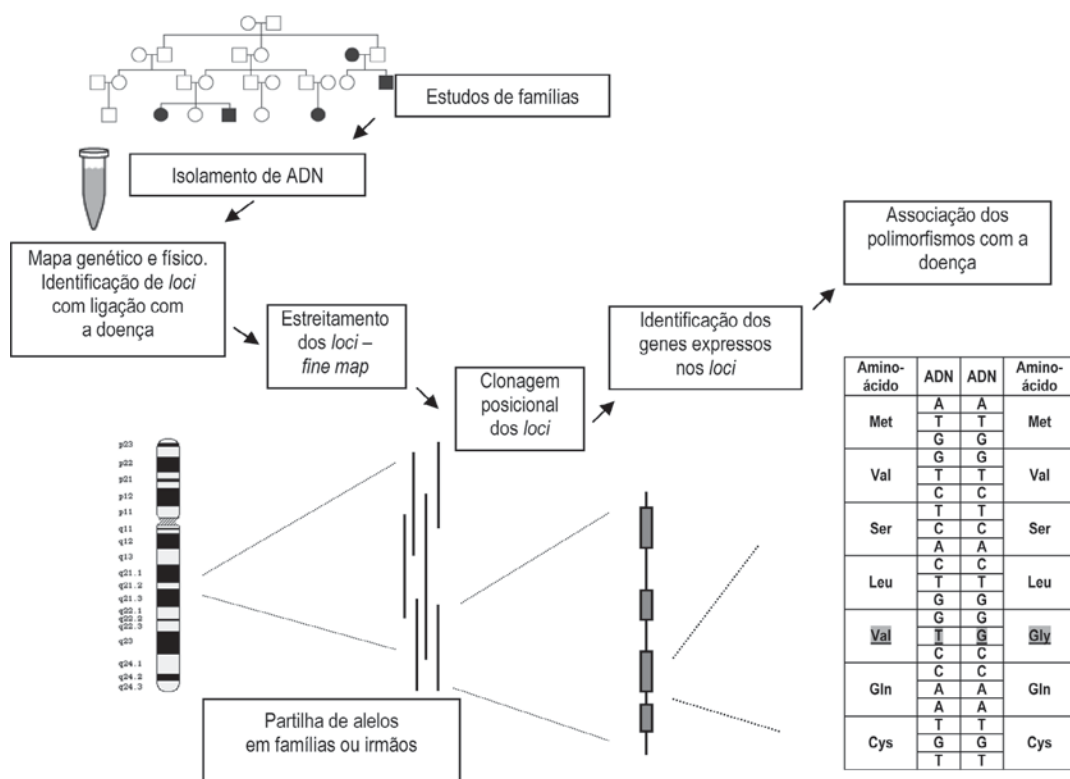 Estudos de famílias
Isolamento de ADN
Mapa genético e físico.
Identificação de loci
com ligação com
a doença
Estreitamento
dos loci –
fine map
Clonagem
posicional
dos loci
Identificação dos
genes expressos
nos loci
Associação dos
polimorfismos com a
doença
p23
p22
p21
p12
p11
q11
q12
q13
q21.1
q21.2
q21.3
q22.1
q22.2
q22.3
q23
q24.1
q24.2
q24.3
Partilha de alelos
em famílias ou irmãos
Amino-
ácido ADN ADN Amino-
ácido
A A
Met T T Met
G G
G G
Val T T Val
C C
T T
Ser C C Ser
A A
C C
Leu T T Leu
G G
G G
Val T G Gly
C C
C C
Gln A A Gln
A A
T T
Cys G G Cys
T T